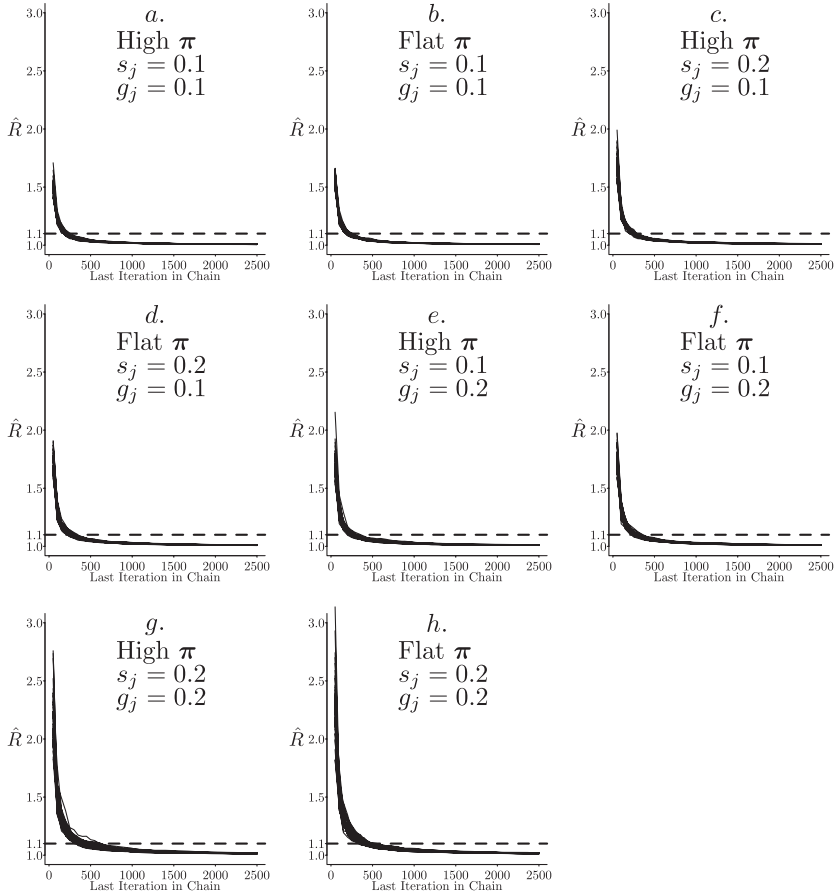 a.
High π
s_j = 0.1
g_j = 0.1
3.0
2.5
R̂ 2.0
1.5
1.1
1.0
0 500 1000 1500 2000 2500
Last Iteration in Chain
b.
Flat π
s_j = 0.1
g_j = 0.1
3.0
2.5
R̂ 2.0
1.5
1.1
1.0
0 500 1000 1500 2000 2500
Last Iteration in Chain
c.
High π
s_j = 0.2
g_j = 0.1
3.0
2.5
R̂ 2.0
1.5
1.1
1.0
0 500 1000 1500 2000 2500
Last Iteration in Chain
d.
Flat π
s_j = 0.2
g_j = 0.1
3.0
2.5
R̂ 2.0
1.5
1.1
1.0
0 500 1000 1500 2000 2500
Last Iteration in Chain
e.
High π
s_j = 0.1
g_j = 0.2
3.0
2.5
R̂ 2.0
1.5
1.1
1.0
0 500 1000 1500 2000 2500
Last Iteration in Chain
f.
Flat π
s_j = 0.1
g_j = 0.2
3.0
2.5
R̂ 2.0
1.5
1.1
1.0
0 500 1000 1500 2000 2500
Last Iteration in Chain
g.
High π
s_j = 0.2
g_j = 0.2
3.0
2.5
R̂ 2.0
1.5
1.1
1.0
0 500 1000 1500 2000 2500
Last Iteration in Chain
h.
Flat π
s_j = 0.2
g_j = 0.2
3.0
2.5
R̂ 2.0
1.5
1.1
1.0
0 500 1000 1500 2000 2500
Last Iteration in Chain